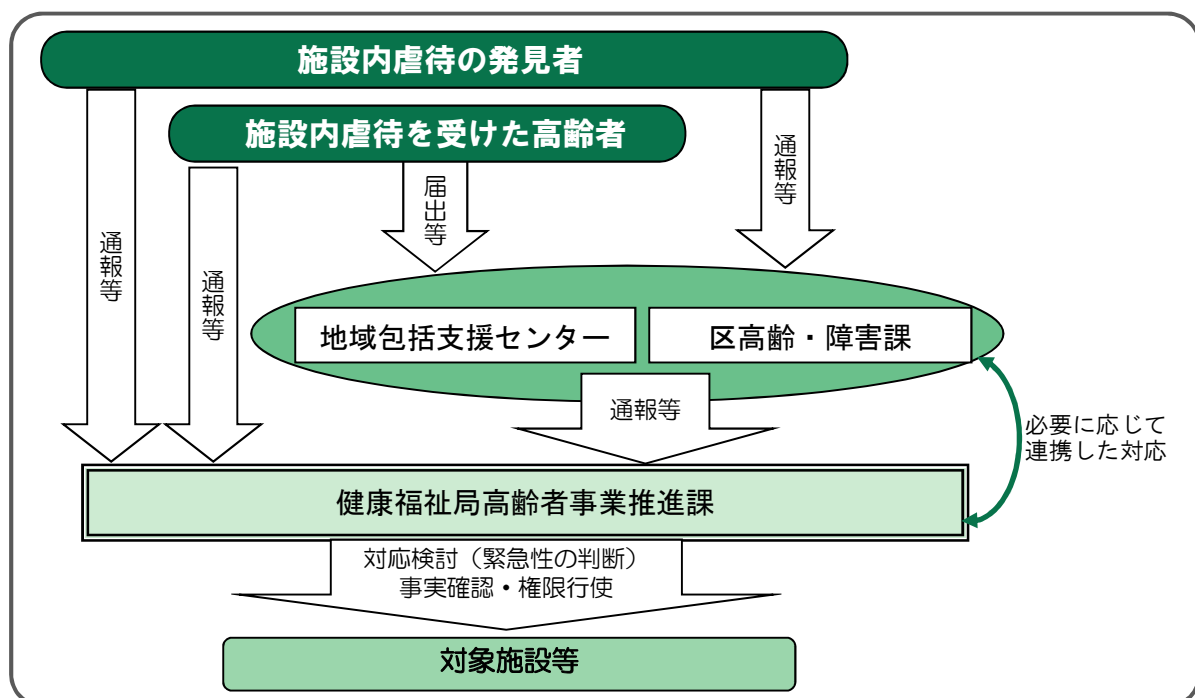 施設内虐待の発見者
施設内虐待を受けた高齢者
通報等
通報等
届出等
通報等
地域包括支援センター
区高齢・障害課
通報等
必要に応じて
連携した対応
健康福祉局高齢者事業推進課
対応検討（緊急性の判断）
事実確認・権限行使
対象施設等